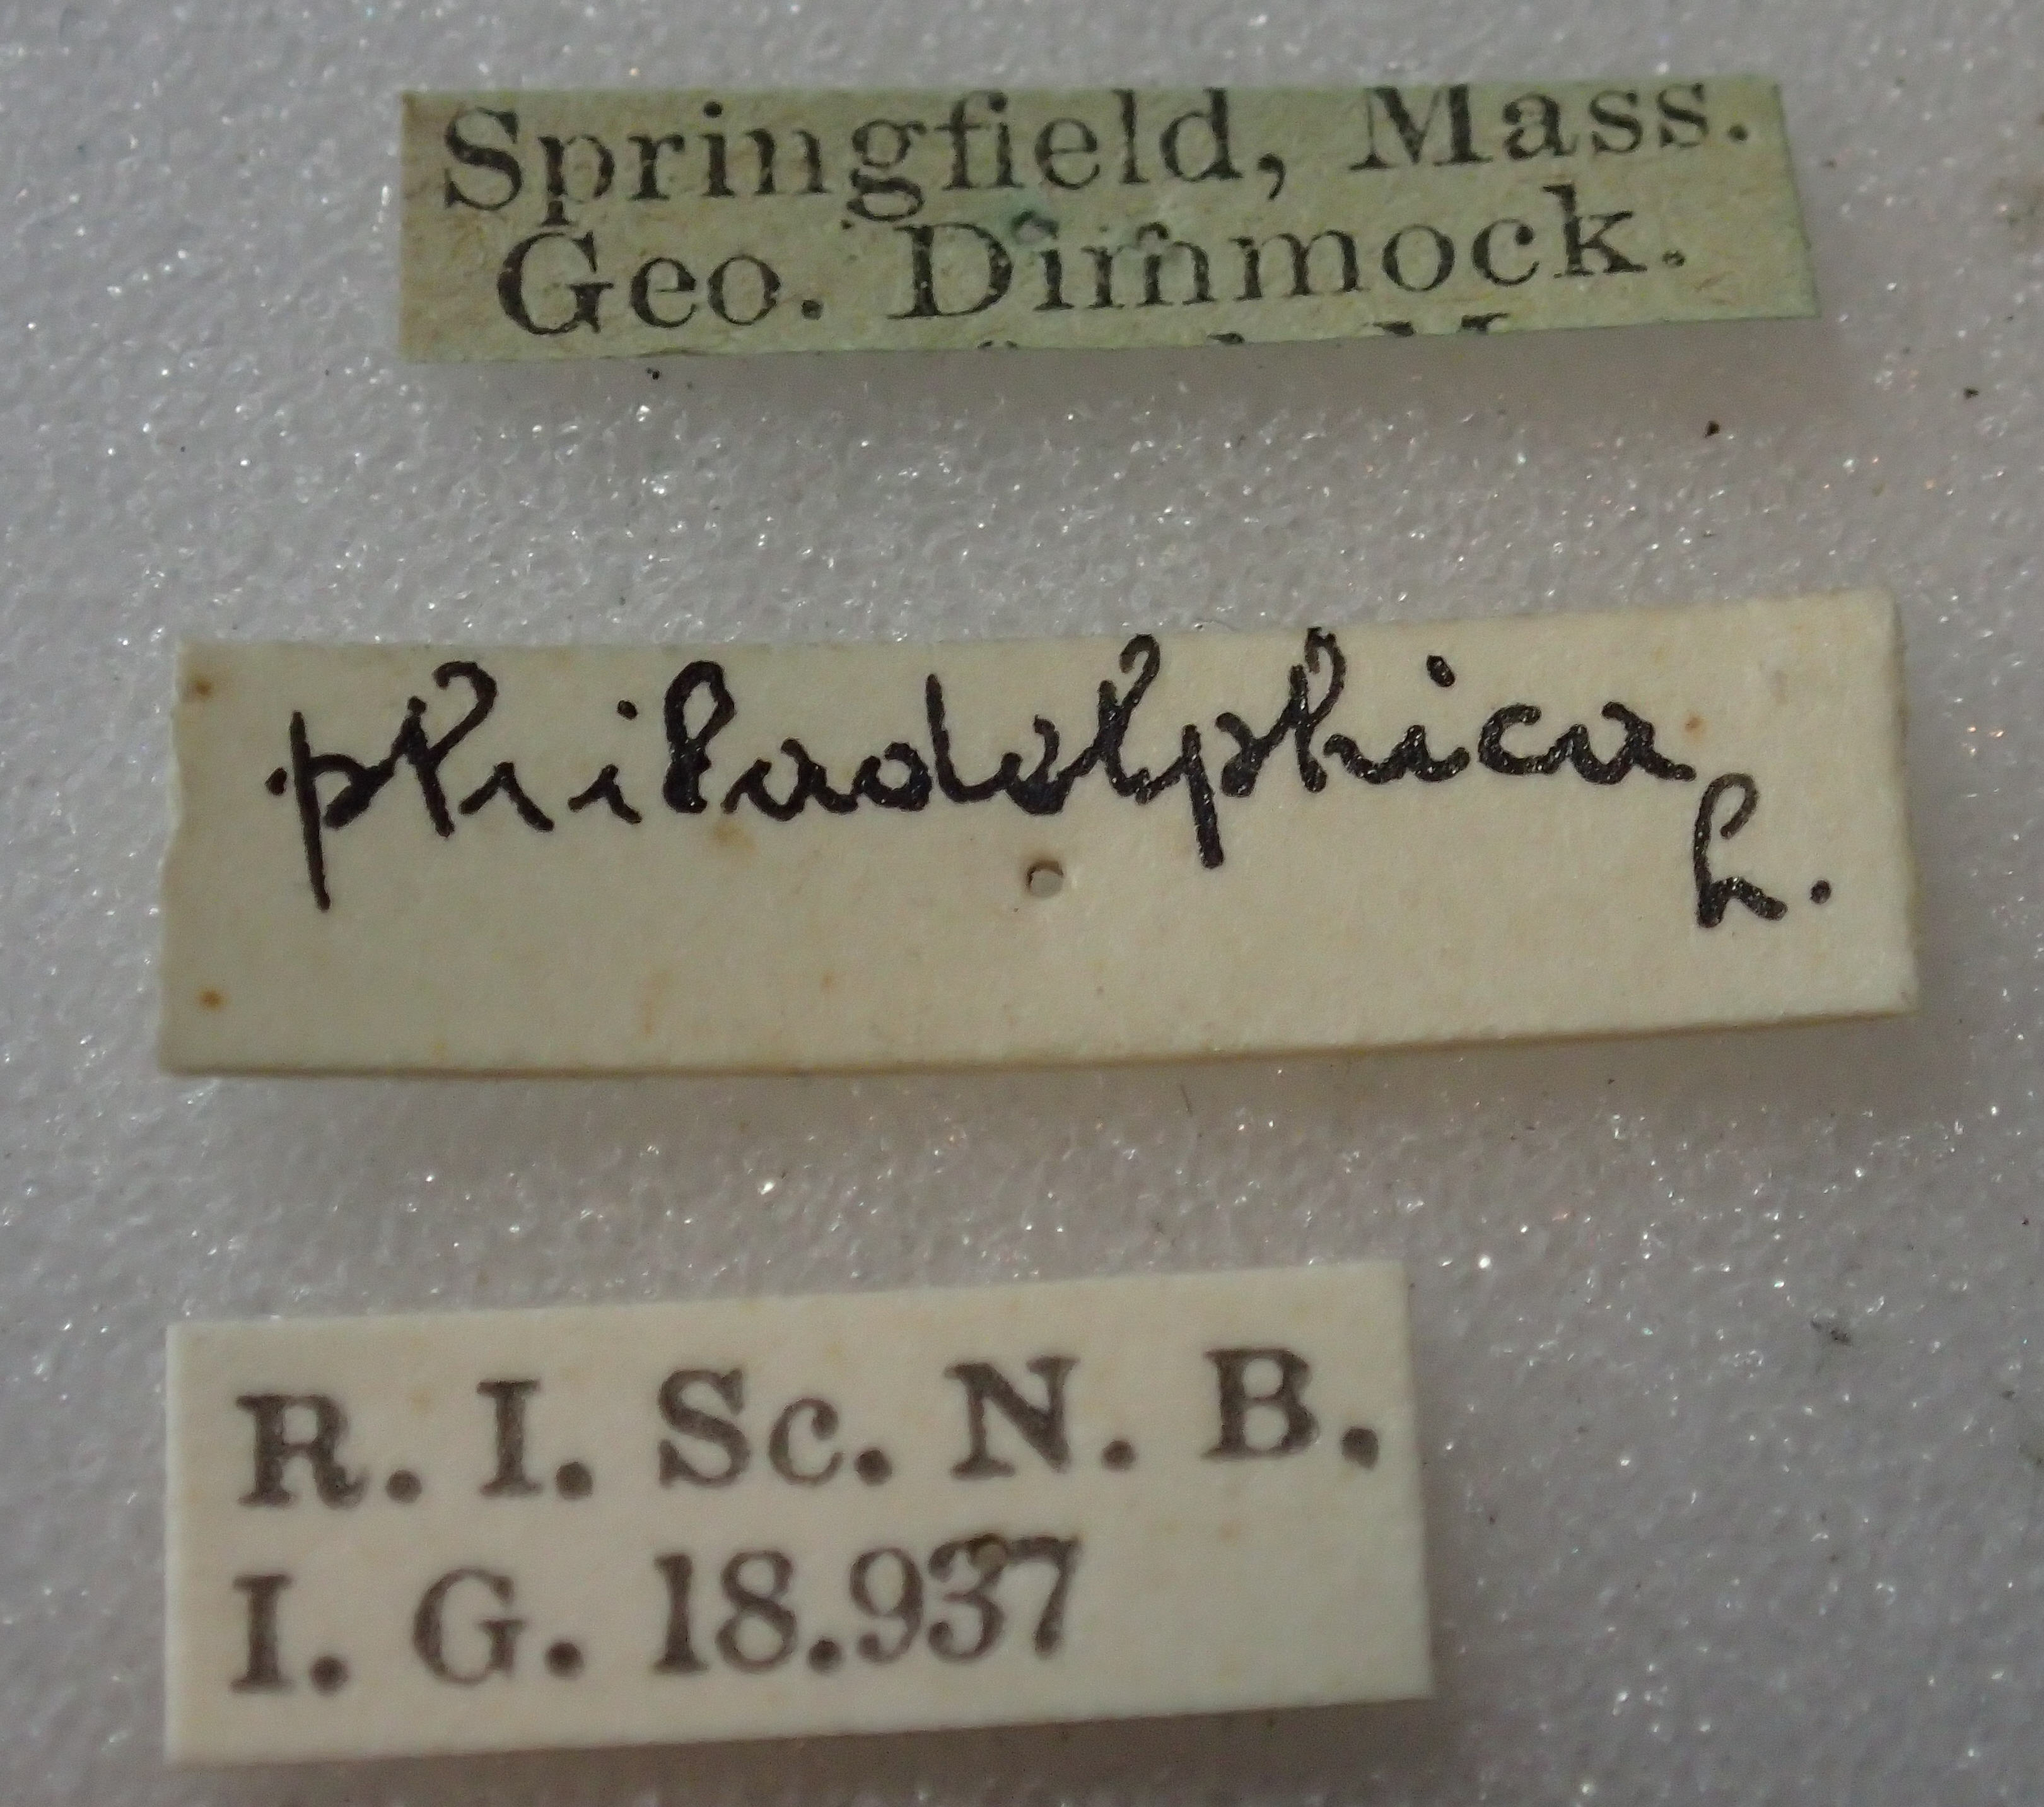 Springfield, Mass.
Geo. Dimmock.
philadelphica
L.
R. I. Sc. N. B.
I. G. 18.937